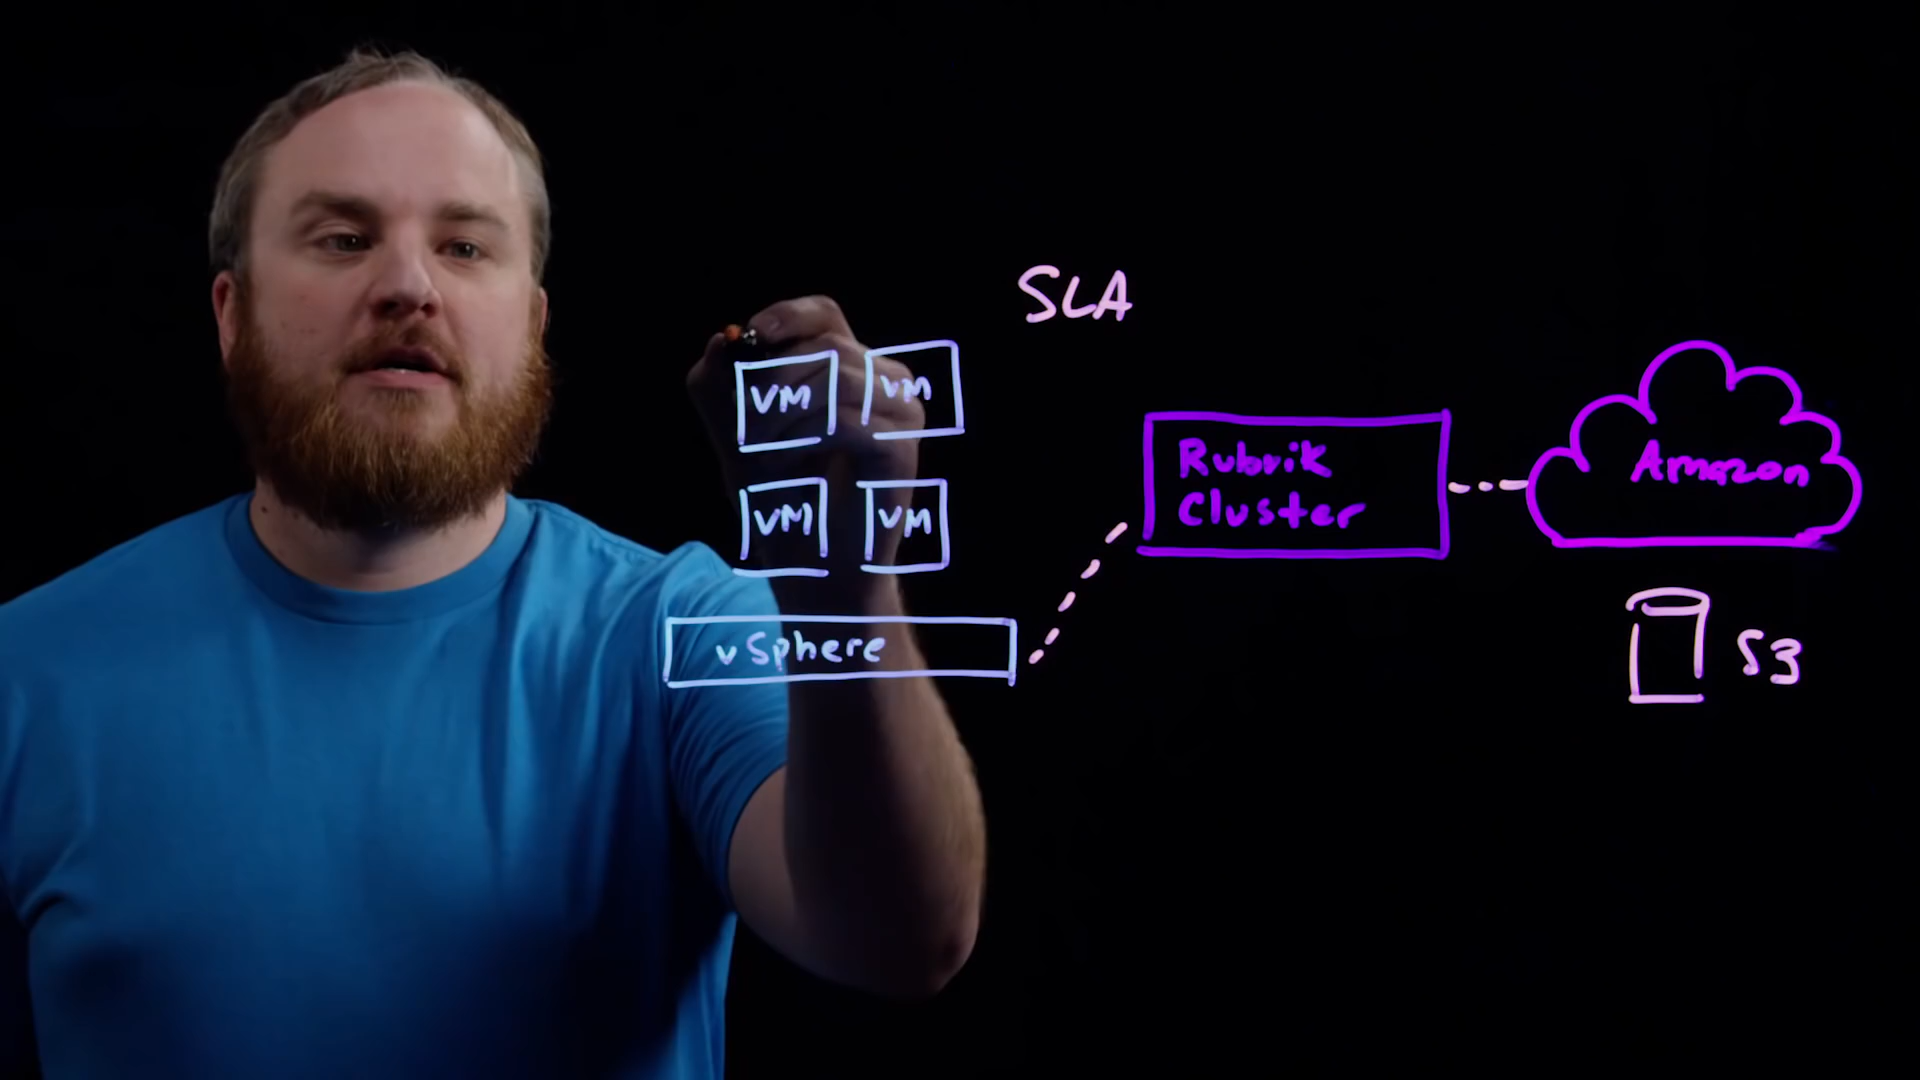 SLA
VM VM
VM VM
vSphere
Rubrik
Cluster
Amazon
S3